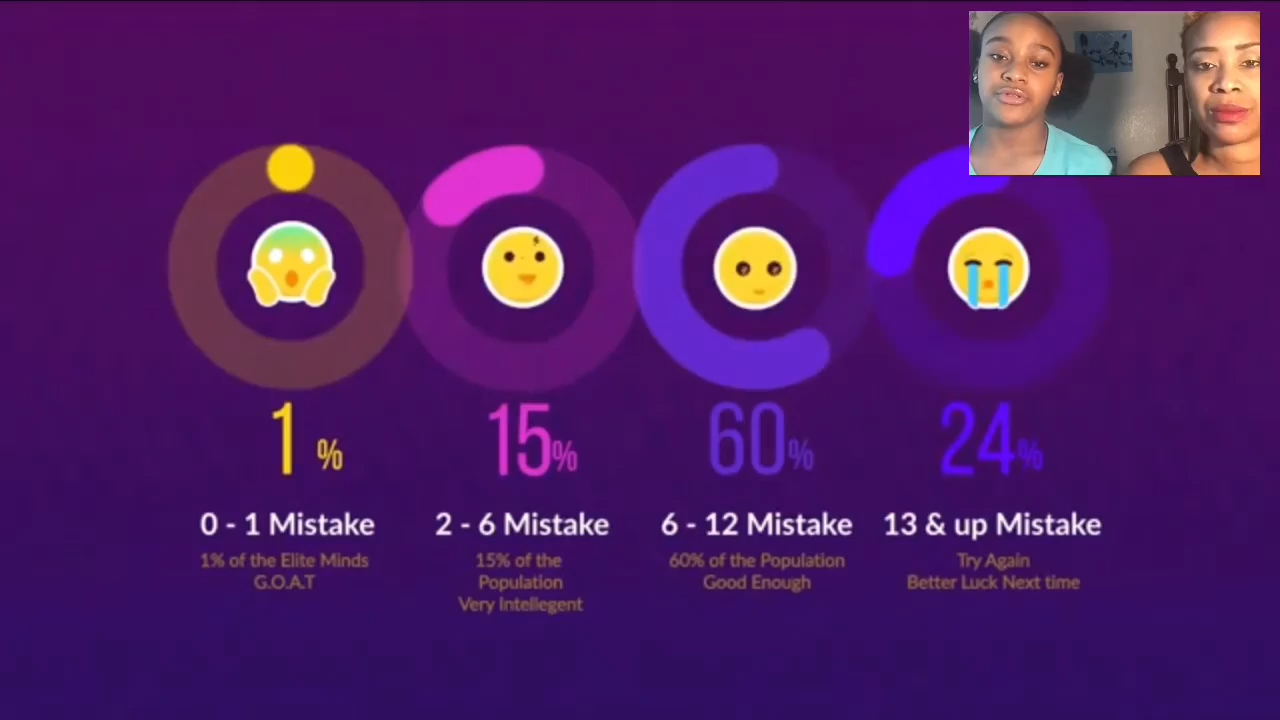 1 %
15%
60%
24%
0 - 1 Mistake
2 - 6 Mistake
6 - 12 Mistake
13 & up Mistake
1% of the Elite Minds
G.O.A.T
15% of the
Population
Very Intellegent
60% of the Population
Good Enough
Try Again
Better Luck Next time